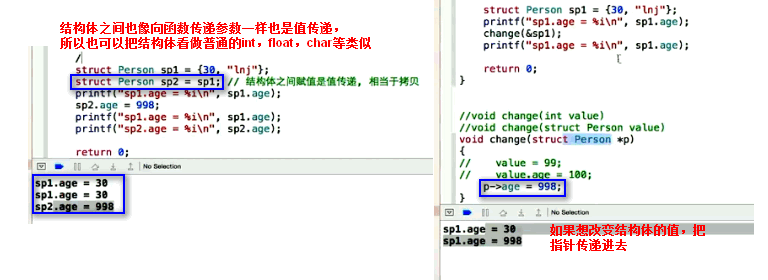 结构体之间也像向函数传递参数一样也是值传递，
所以也可以把结构体看做普通的int，float，char等类似
/
struct Person sp1 = {30, "lnj"};
struct Person sp2 = sp1; // 结构体之间赋值是值传递, 相当于拷贝
printf("sp1.age = %i\n", sp1.age);
sp2.age = 998;
printf("sp1.age = %i\n", sp1.age);
printf("sp2.age = %i\n", sp2.age);
return 0;
No Selection
sp1.age = 30
sp1.age = 30
sp2.age = 998
struct Person sp1 = {30, "lnj"};
printf("sp1.age = %i\n", sp1.age);
change(&sp1);
printf("sp1.age = %i\n", sp1.age);
return 0;
}
//void change(int value)
//void change(struct Person value)
void change(struct Person *p)
{
// value = 99;
// value.age = 100;
p->age = 998;
}
No Selection
sp1.age = 30
sp1.age = 998
如果想改变结构体的值，把
指针传递进去